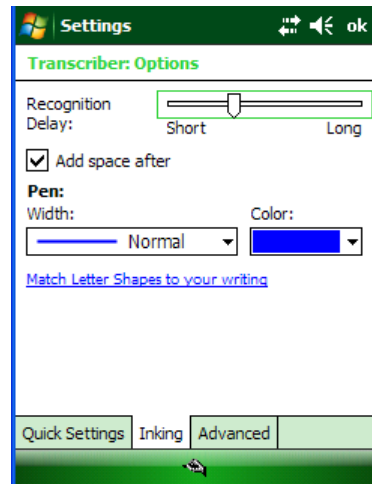 Settings ok
Transcriber: Options
Recognition
Delay:
Short Long
Add space after
Pen:
Width: Color:
Normal
Match Letter Shapes to your writing
Quick Settings Inking Advanced